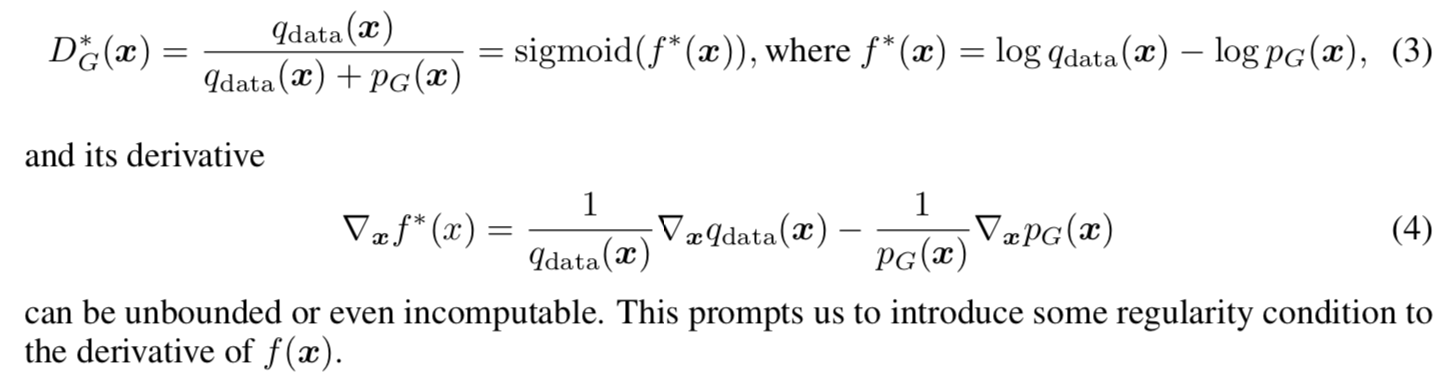 $D_G^*(\boldsymbol{x}) = \frac{q_{\text{data}}(\boldsymbol{x})}{q_{\text{data}}(\boldsymbol{x}) + p_G(\boldsymbol{x})} = \text{sigmoid}(f^*(\boldsymbol{x})), \text{where } f^*(\boldsymbol{x}) = \log q_{\text{data}}(\boldsymbol{x}) - \log p_G(\boldsymbol{x}),$ (3)
and its derivative
$\nabla_{\boldsymbol{x}} f^*(x) = \frac{1}{q_{\text{data}}(\boldsymbol{x})} \nabla_{\boldsymbol{x}} q_{\text{data}}(\boldsymbol{x}) - \frac{1}{p_G(\boldsymbol{x})} \nabla_{\boldsymbol{x}} p_G(\boldsymbol{x})$ (4)
can be unbounded or even incomputable. This prompts us to introduce some regularity condition to
the derivative of $f(\boldsymbol{x})$.